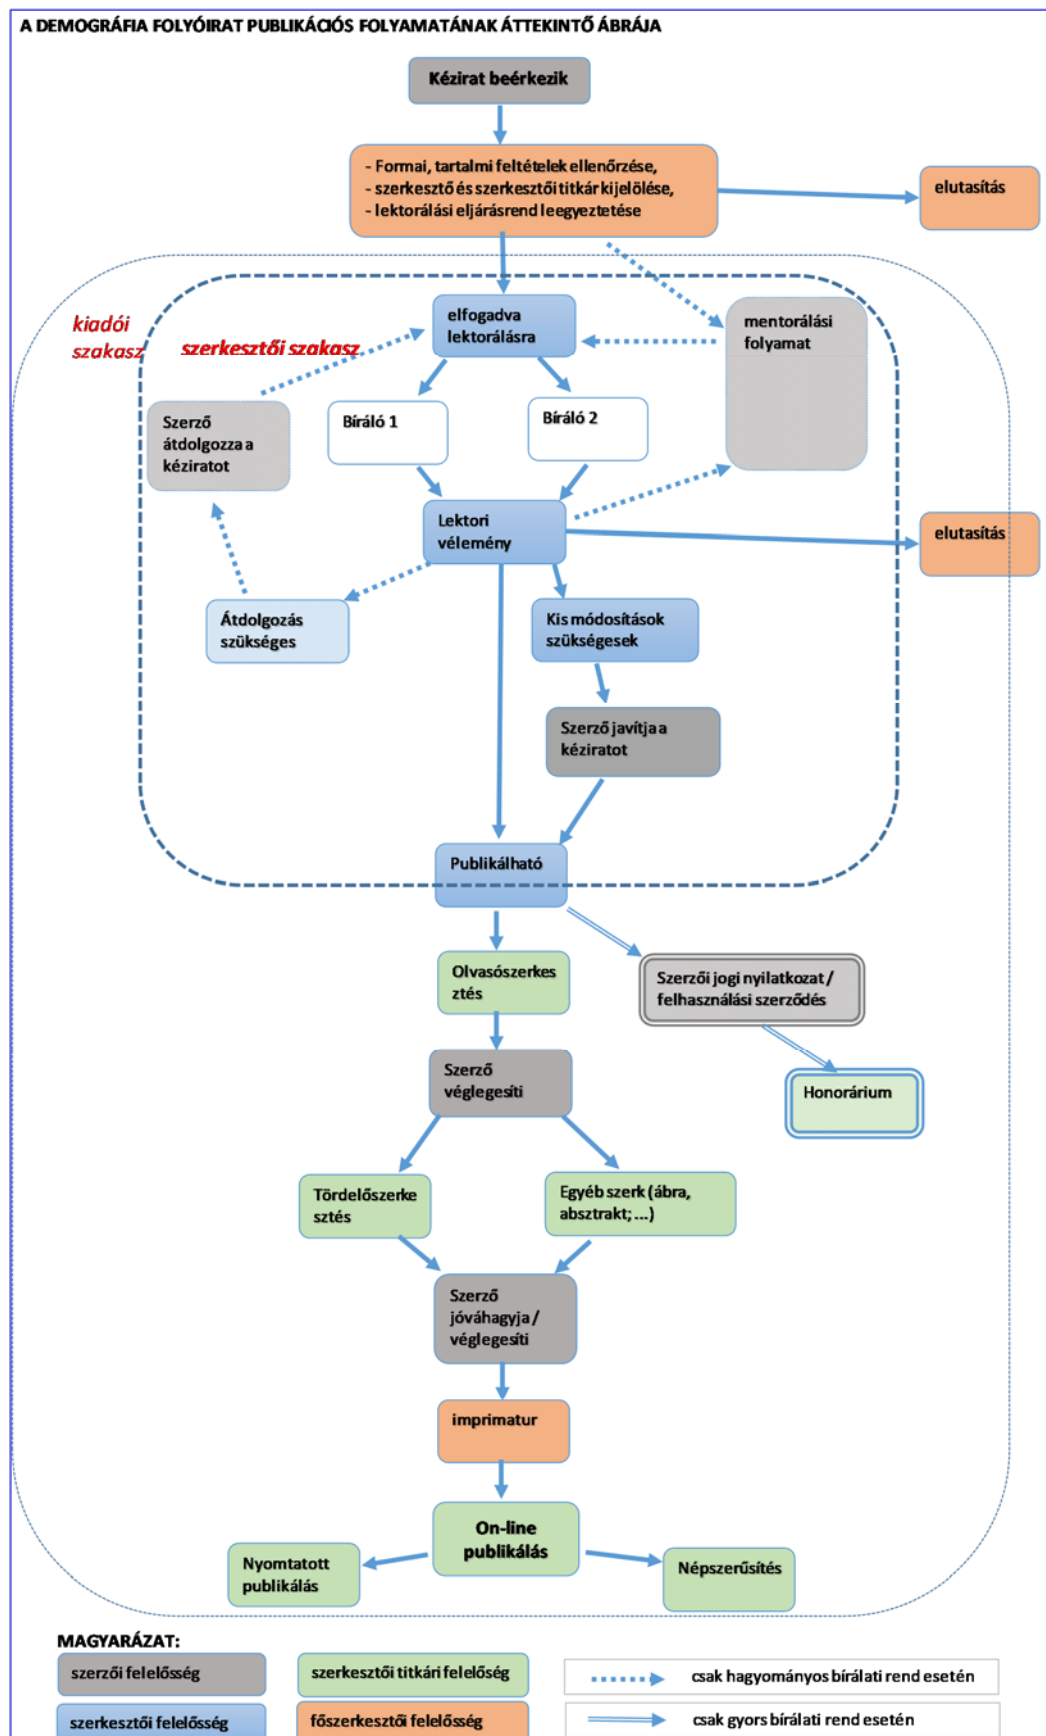 A DEMOGRÁFIA FOLYÓIRAT PUBLIKÁCIÓS FOLYAMATÁNAK ÁTTEKINTŐ ÁBRÁJA
Kézirat beérkezik
- Formai, tartalmi feltételek ellenőrzése,
- szerkesztő és szerkesztői titkár kijelölése,
- lektorálási eljárásrend leegyeztetése
elutasítás
kiadói
szakasz
szerkesztői szakasz
elfogadva
lektorálásra
mentorálási
folyamat
Szerző
átdolgozza a
kéziratot
Bíráló 1
Bíráló 2
Lektori
vélemény
elutasítás
Átdolgozás
szükséges
Kis módosítások
szükségesek
Szerző javítja a
kéziratot
Publikálható
Olvasószerkes
ztés
Szerzői jogi nyilatkozat /
felhasználási szerződés
Szerző
véglegesíti
Honorárium
Tördelőszerke
sztés
Egyéb szerk (ábra,
absztrakt; ...)
Szerző
jóváhagyja /
véglegesíti
imprimatur
On-line
publikálás
Nyomtatott
publikálás
Népszerűsítés
MAGYARÁZAT:
szerzői felelősség
szerkesztői titkári felelőség
csak hagyományos bírálati rend esetén
szerkesztői felelősség
főszerkesztői felelősség
csak gyors bírálati rend esetén